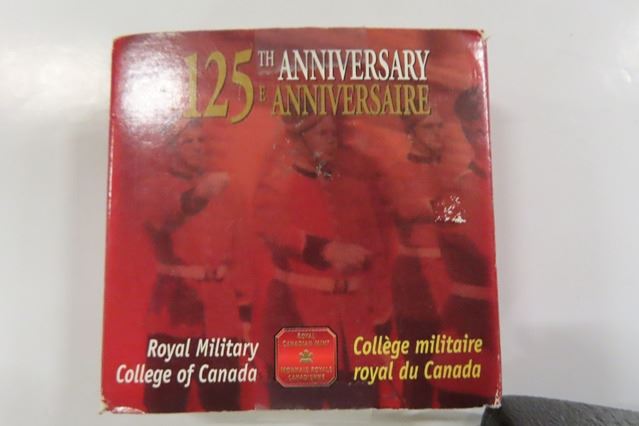 125TH ANNIVERSARY
E ANNIVERSAIRE
Royal Military
College of Canada
ROYAL
CANADIAN MINT
MONNAIE ROYALE
CANADIENNE
Collège militaire
royal du Canada